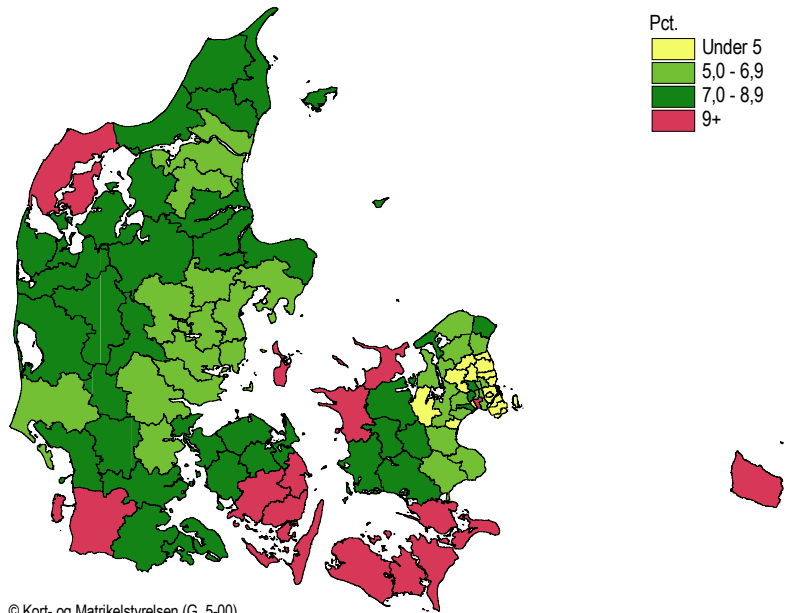 Pct.
Under 5
5,0 - 6,9
7,0 - 8,9
9+
© Kort- og Matrikelstyrelsen (G. 5-00)